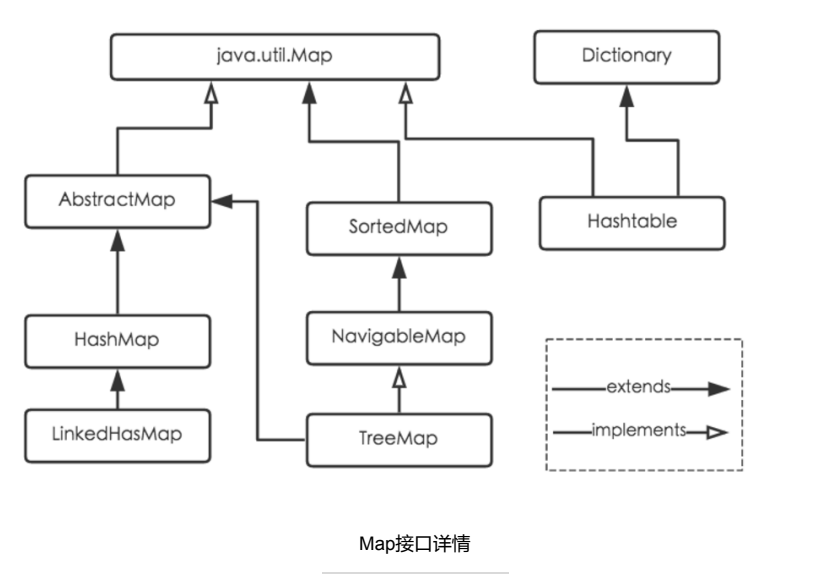 java.util.Map
Dictionary
AbstractMap
SortedMap
Hashtable
HashMap
NavigableMap
LinkedHasMap
TreeMap
extends
implements
Map接口详情